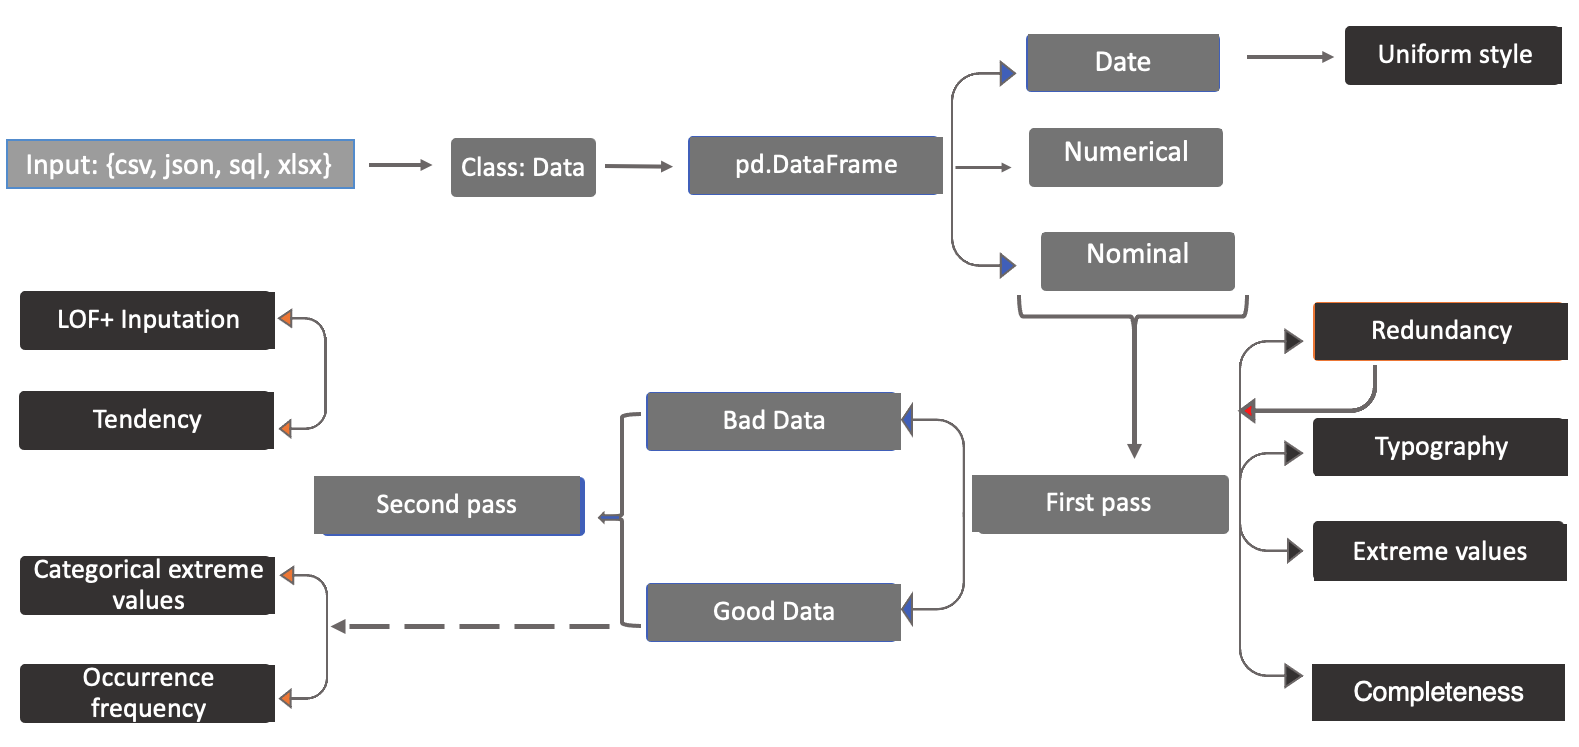 Uniform style
Date
Numerical
Input: {csv, json, sql, xlsx}
Class: Data
pd.DataFrame
Nominal
LOF+ Inputation
Redundancy
Tendency
Bad Data
Typography
Second pass
First pass
Extreme values
Categorical extreme
values
Good Data
Occurrence
frequency
Completeness